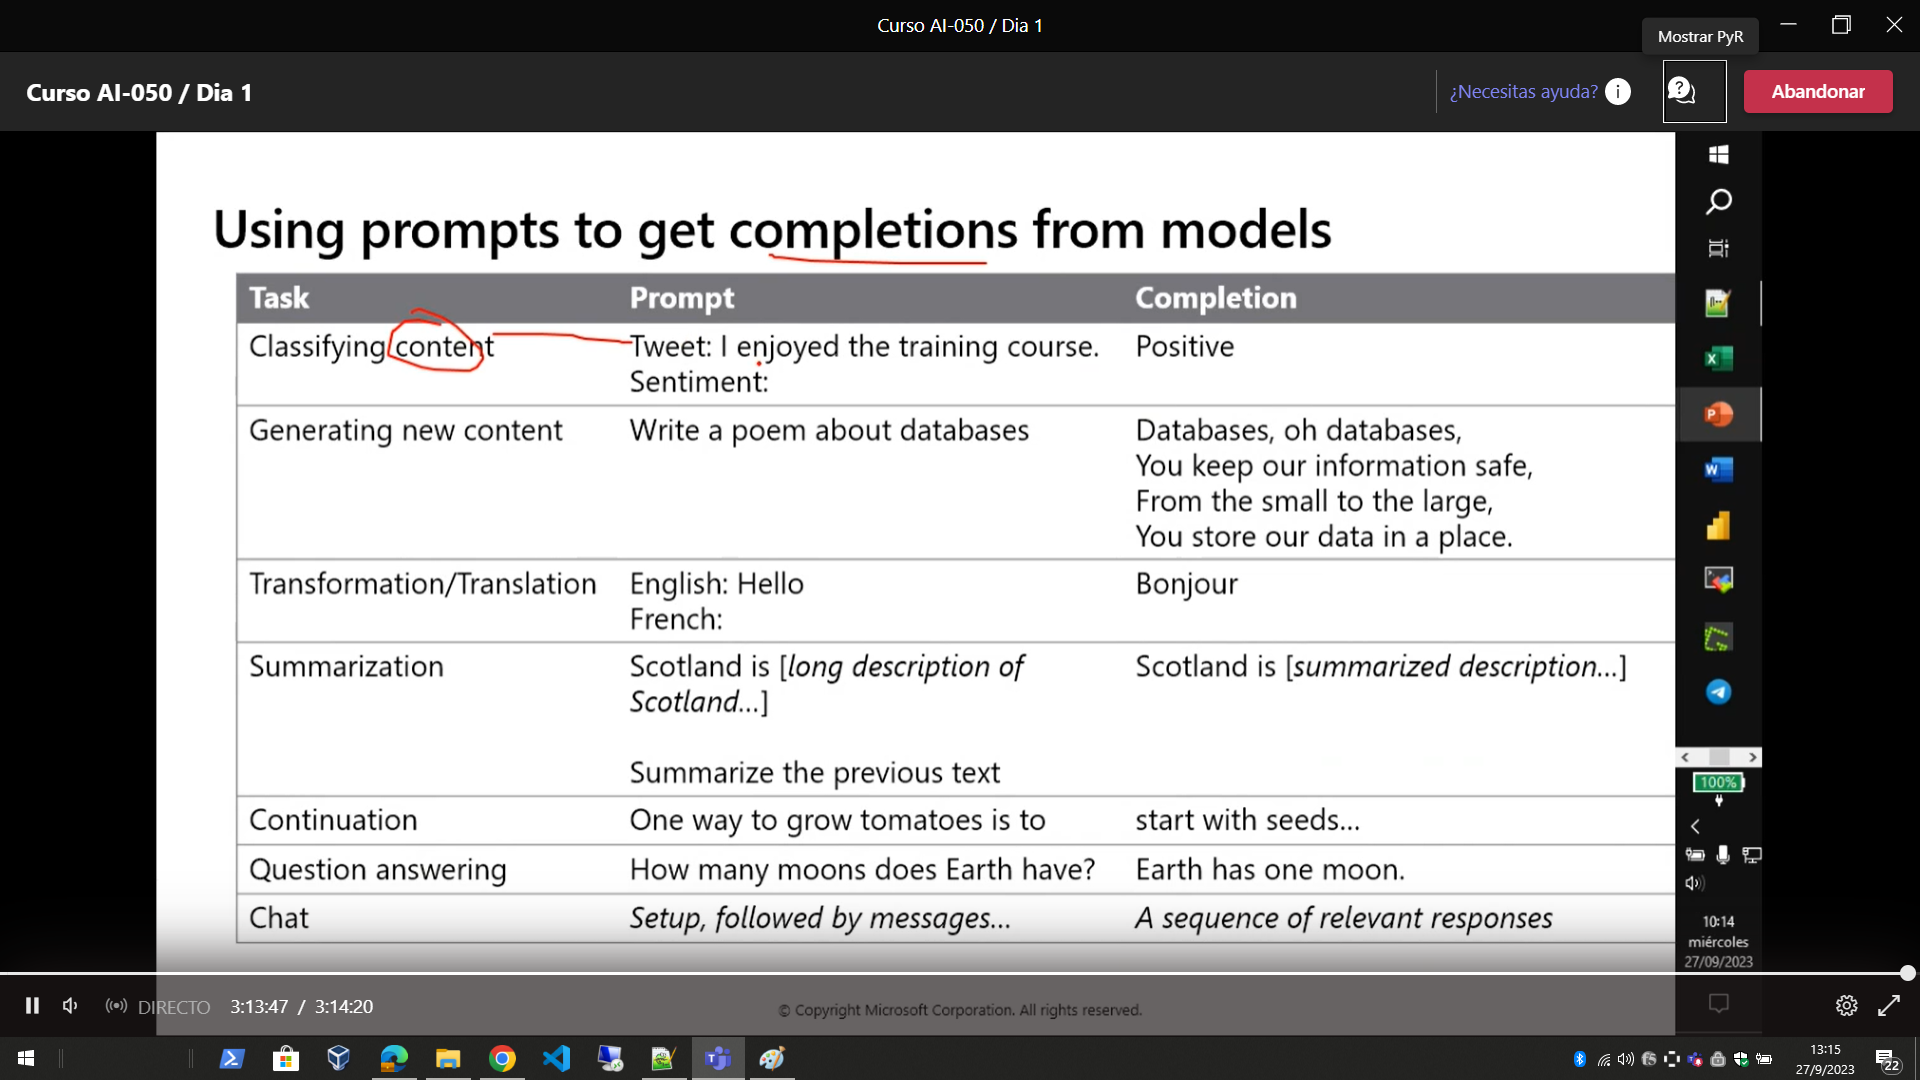 Curso AI-050 / Dia 1
Mostrar PyR
Curso AI-050 / Dia 1
¿Necesitas ayuda?
Abandonar
Using prompts to get completions from models
Task Prompt Completion
Classifying content Tweet: I enjoyed the training course. Positive
Sentiment:
Generating new content Write a poem about databases Databases, oh databases,
You keep our information safe,
From the small to the large,
You store our data in a place.
Transformation/Translation English: Hello Bonjour
French:
Summarization Scotland is [long description of Scotland is [summarized description...]
Scotland...]
Summarize the previous text
Continuation One way to grow tomatoes is to start with seeds...
Question answering How many moons does Earth have? Earth has one moon.
Chat Setup, followed by messages... A sequence of relevant responses
100%
10:14
miércoles
27/09/2023
DIRECTO 3:13:47 / 3:14:20
© Copyright Microsoft Corporation. All rights reserved.
13:15
27/9/2023
22